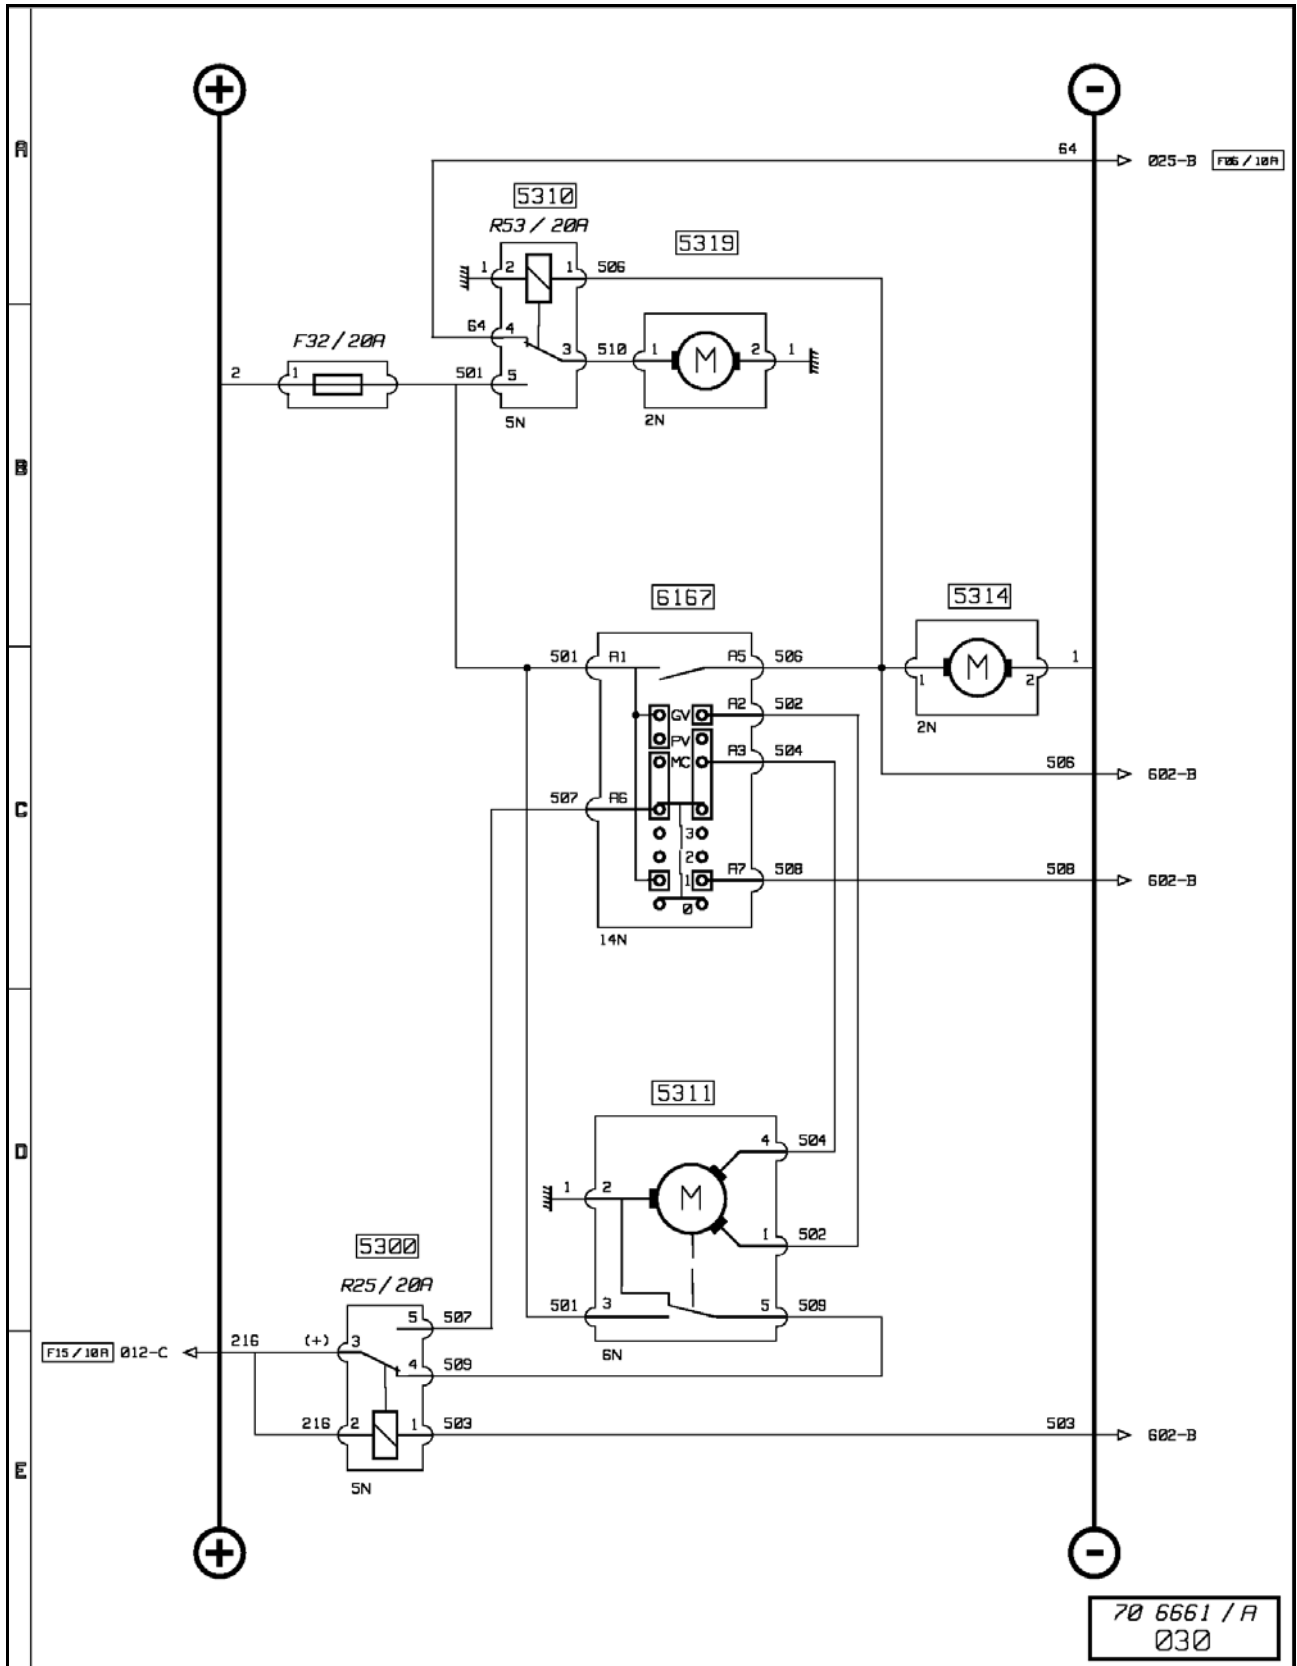 + -
A
64 025-B F06/10A
5310
R53 / 20A
5319
1 2 1 506
64 4
F32/20A
3 510 1 M 2 1
2 1 501 5
5N 2N
B
6167 5314
501 A1 A5 506 1 M 2 1
GV A2 502
2N
PV
MC A3 504
506 602-B
C
507 A6
3
2
1 A7 508 508 602-B
0
14N
5311
D
4 504
1 2 M
1 502
5300
R25/20A
501 3 5 509
5 507
F15/10A 012-C 216 (+) 3
6N
4 509
216 2 1 503 503 602-B
E
5N
+ -
70 6661 / A
030